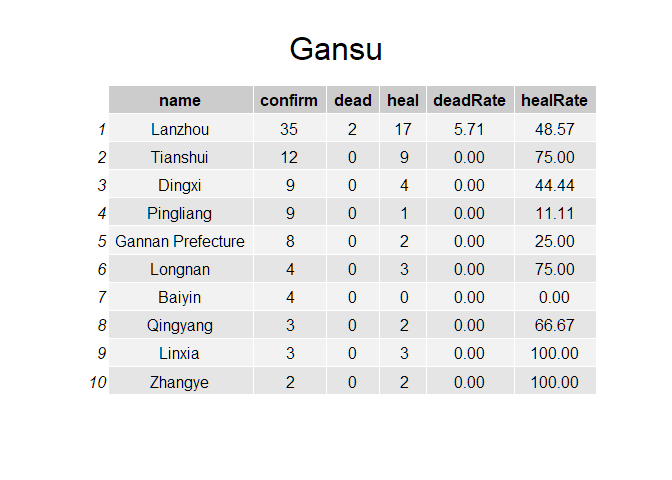 Gansu
name confirm dead heal deadRate healRate
1 Lanzhou 35 2 17 5.71 48.57
2 Tianshui 12 0 9 0.00 75.00
3 Dingxi 9 0 4 0.00 44.44
4 Pingliang 9 0 1 0.00 11.11
5 Gannan Prefecture 8 0 2 0.00 25.00
6 Longnan 4 0 3 0.00 75.00
7 Baiyin 4 0 0 0.00 0.00
8 Qingyang 3 0 2 0.00 66.67
9 Linxia 3 0 3 0.00 100.00
10 Zhangye 2 0 2 0.00 100.00